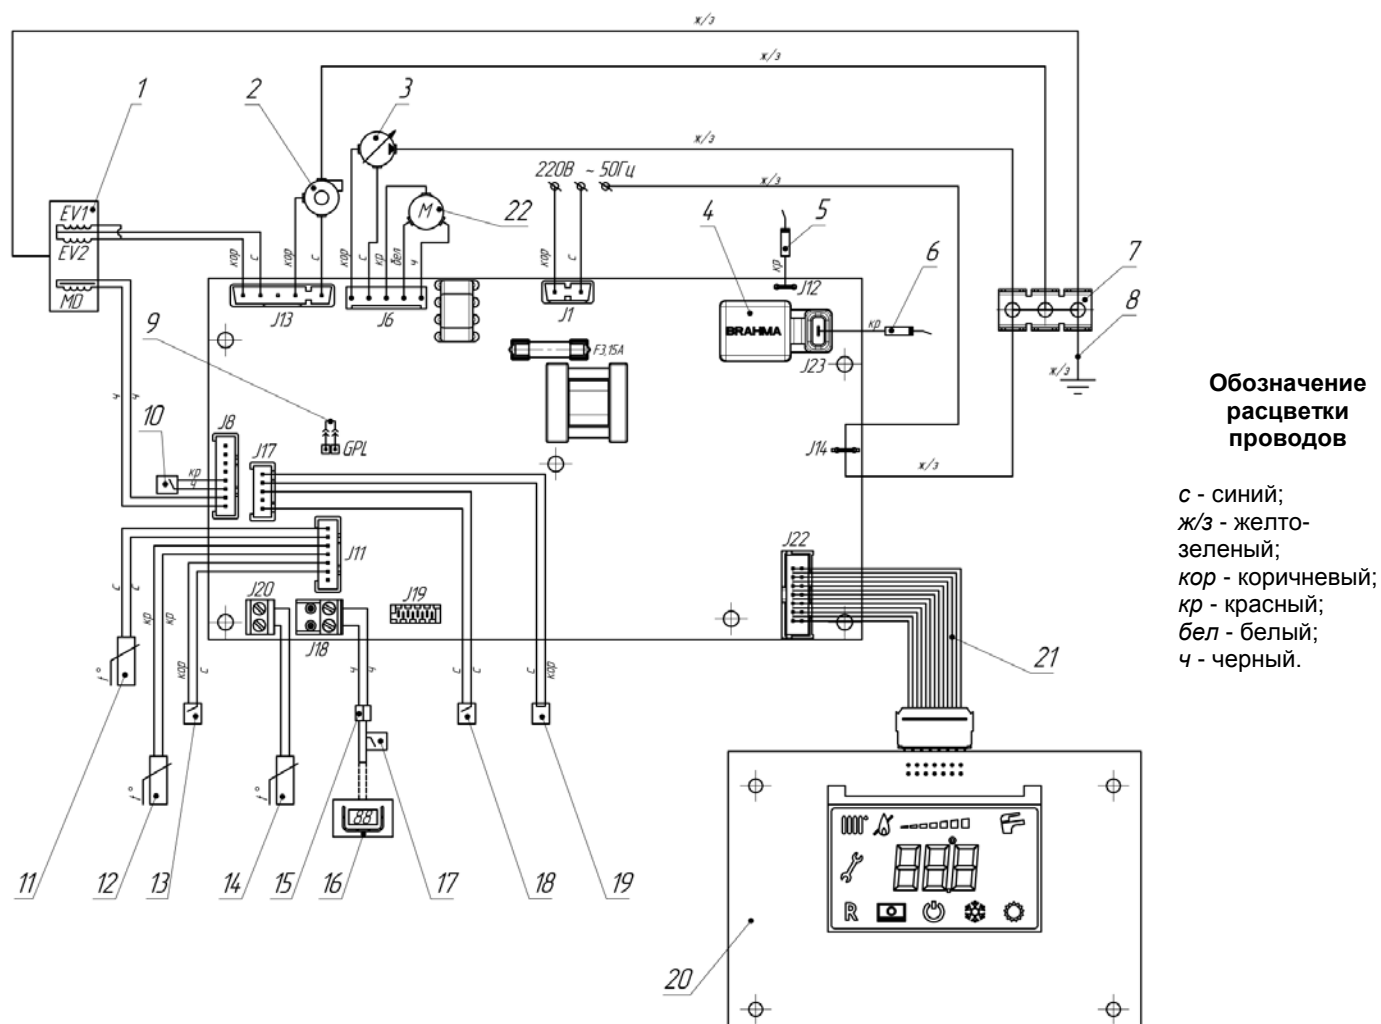 ж/з
ж/з
1
2
3
ж/з
220В ~ 50Гц
ж/з
EV1
EV2
MD
М
22
4
5
6
7
8
кор
с
кор
с
кор
с
кр
бел
ч
кор
с
кр
J12
J13
J6
J1
BRAHMA
кр
J23
F3,15A
ж/з
9
ч
ч
10
J8
J17
GPL
J14
ж/з
кр
ч
J11
J22
с
с
кр
кр
J20
J18
J19
t°
кор
с
ч
ч
с
с
с
кор
21
t°
t°
88
11
12
13
14
15
16
17
18
19
20
R
Обозначение
расцветки
проводов
с - синий;
ж/з - желто-
зеленый;
кор - коричневый;
кр - красный;
бел - белый;
ч - черный.